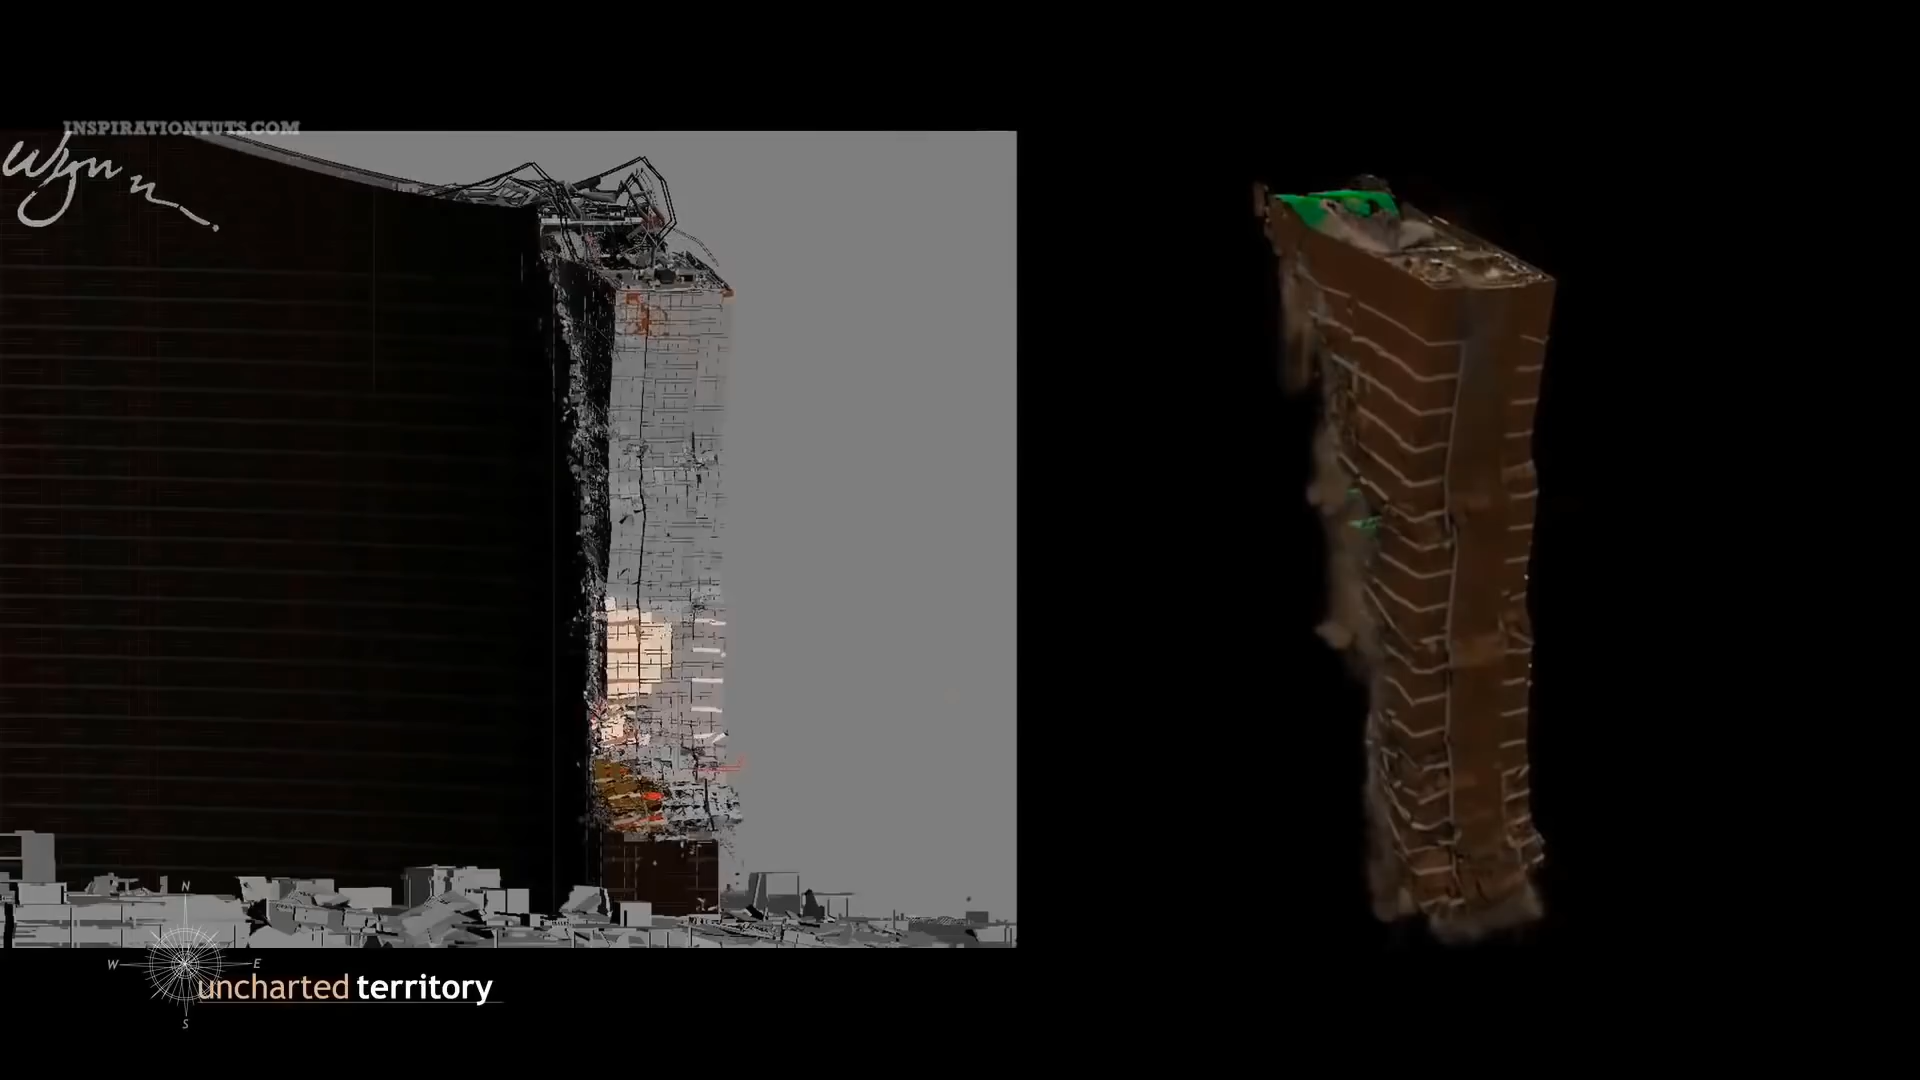 INSPIRATIONTUTS.COM
Wynn
N
W E
uncharted territory
S